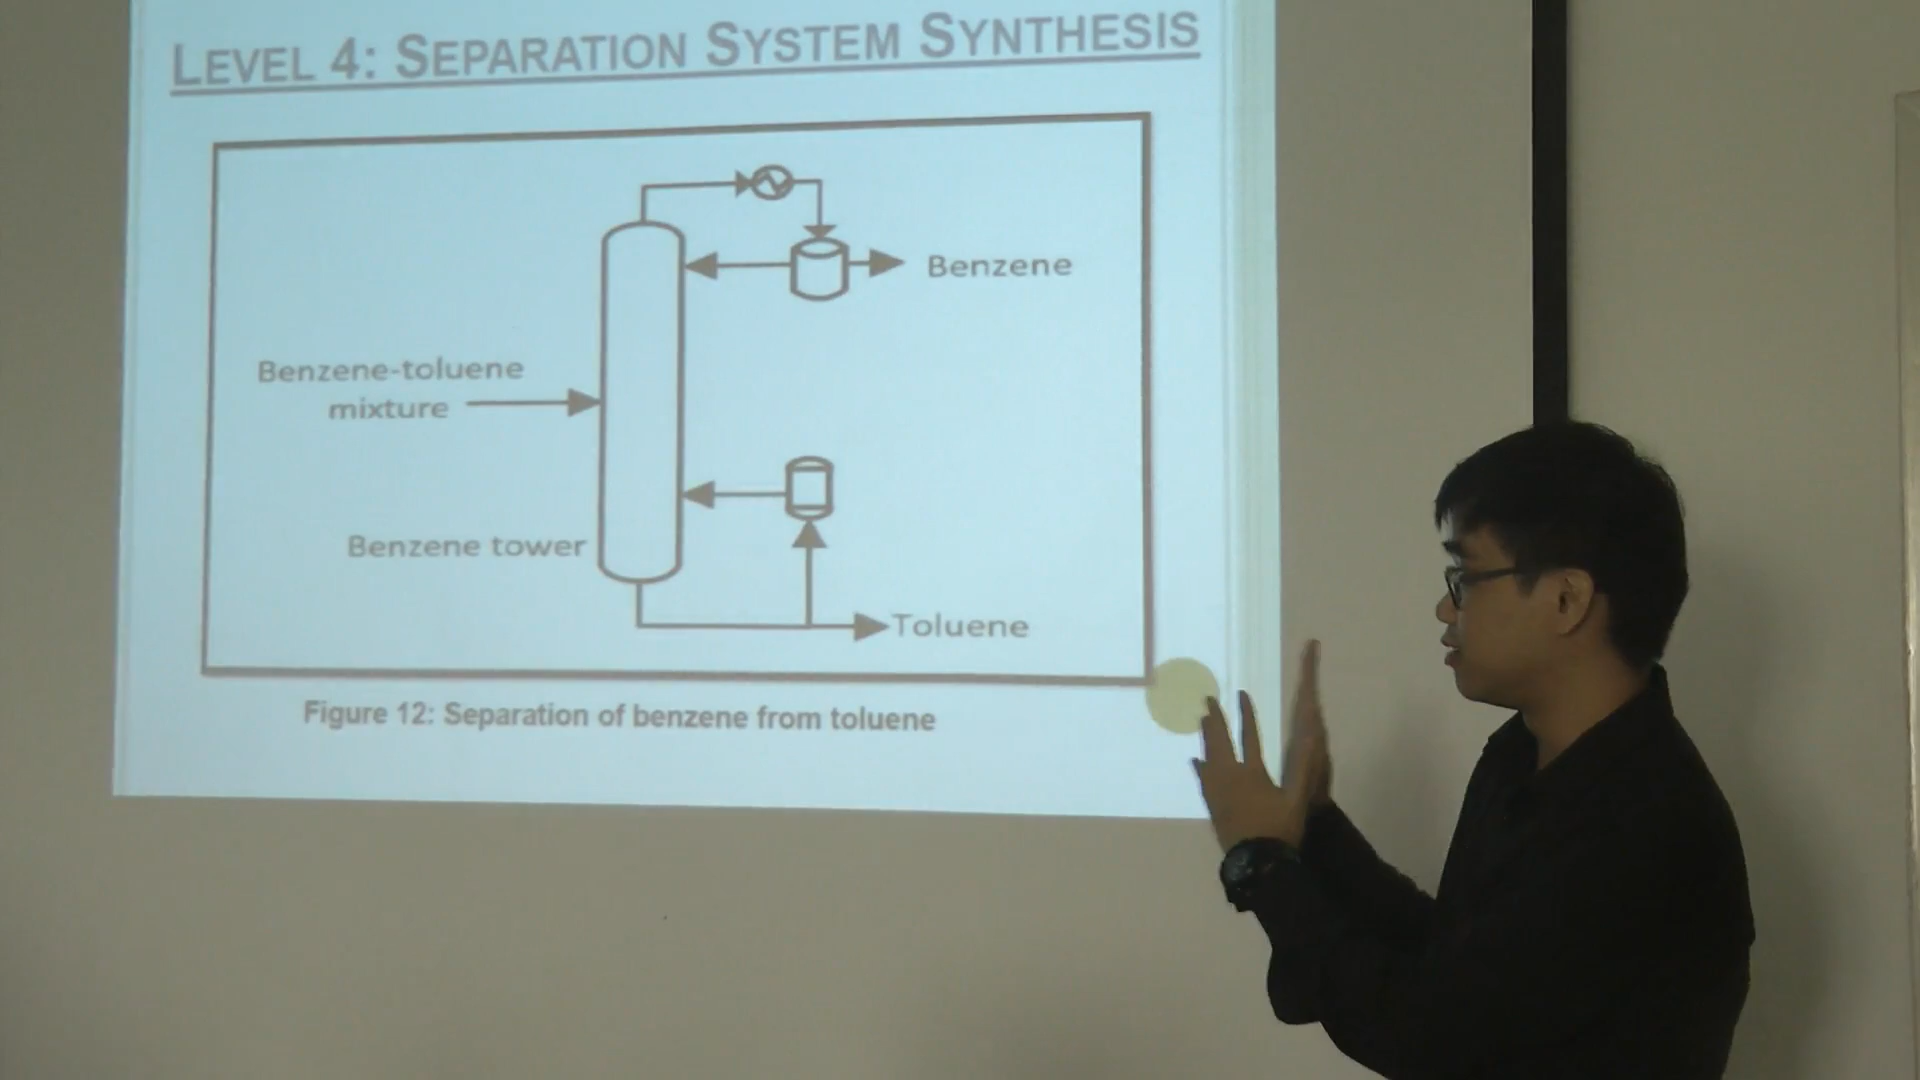 LEVEL 4: SEPARATION SYSTEM SYNTHESIS
Benzene
Benzene-toluene
mixture
Benzene tower
Toluene
Figure 12: Separation of benzene from toluene